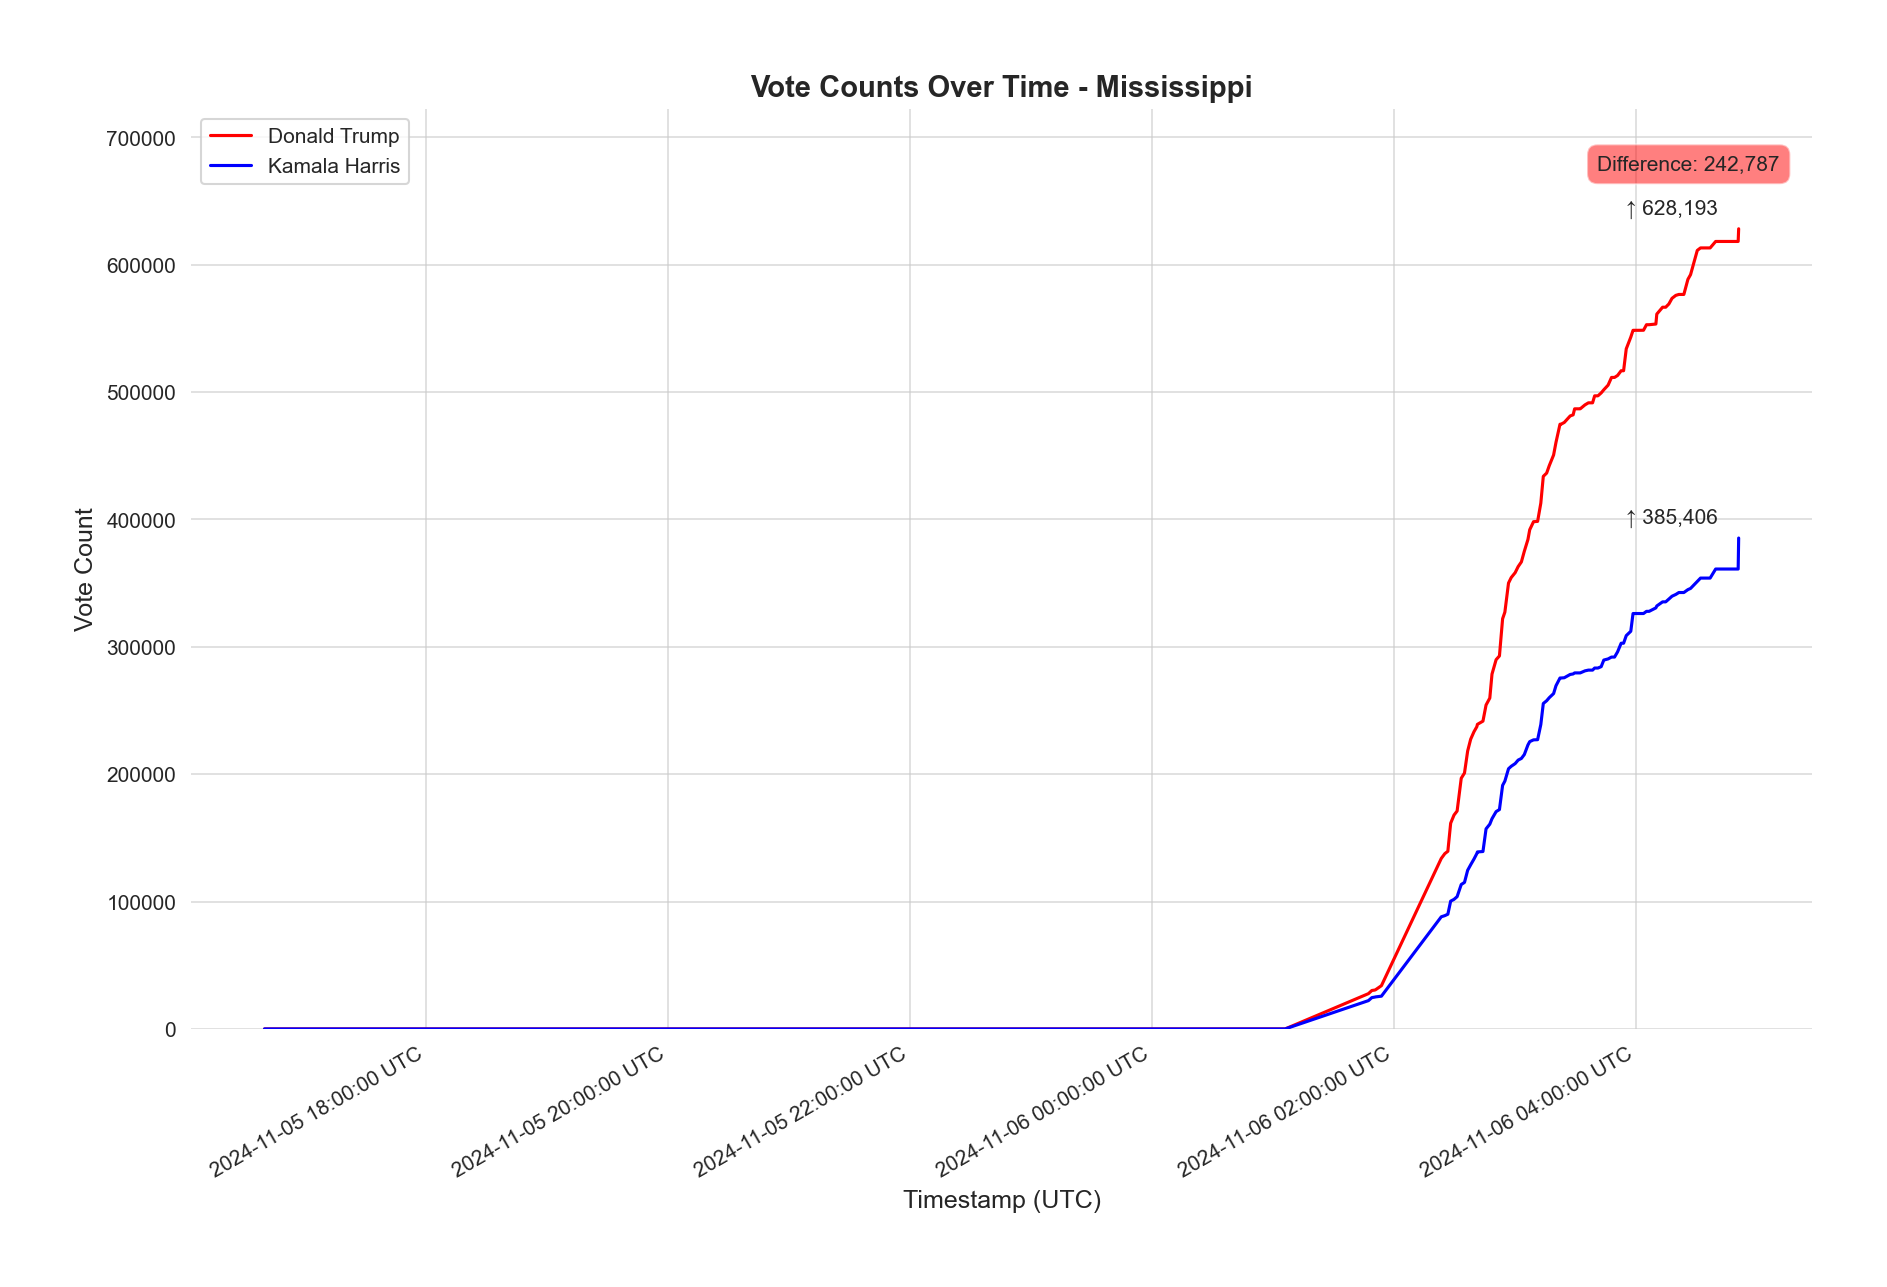 Vote Counts Over Time - Mississippi
Donald Trump
Kamala Harris
Difference: 242,787
↑ 628,193
↑ 385,406
Vote Count
700000
600000
500000
400000
300000
200000
100000
0
2024-11-05 18:00:00 UTC
2024-11-05 20:00:00 UTC
2024-11-05 22:00:00 UTC
2024-11-06 00:00:00 UTC
2024-11-06 02:00:00 UTC
2024-11-06 04:00:00 UTC
Timestamp (UTC)